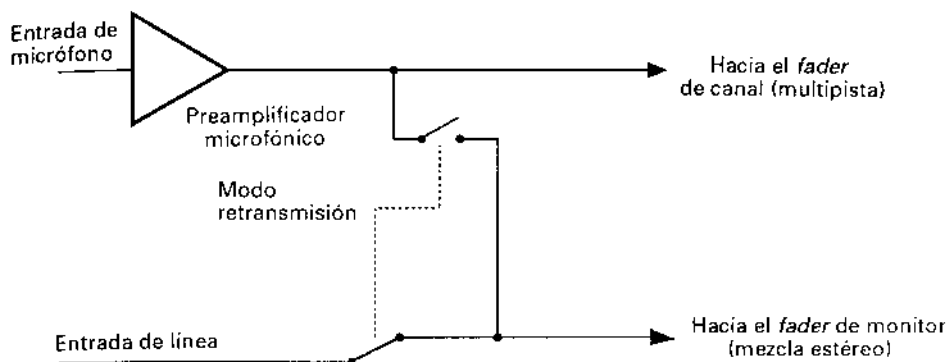 Entrada de
micrófono
Hacia el fader
de canal (multipista)
Preamplificador
microfónico
Modo
retransmisión
Entrada de línea
Hacia el fader de monitor
(mezcla estéreo)